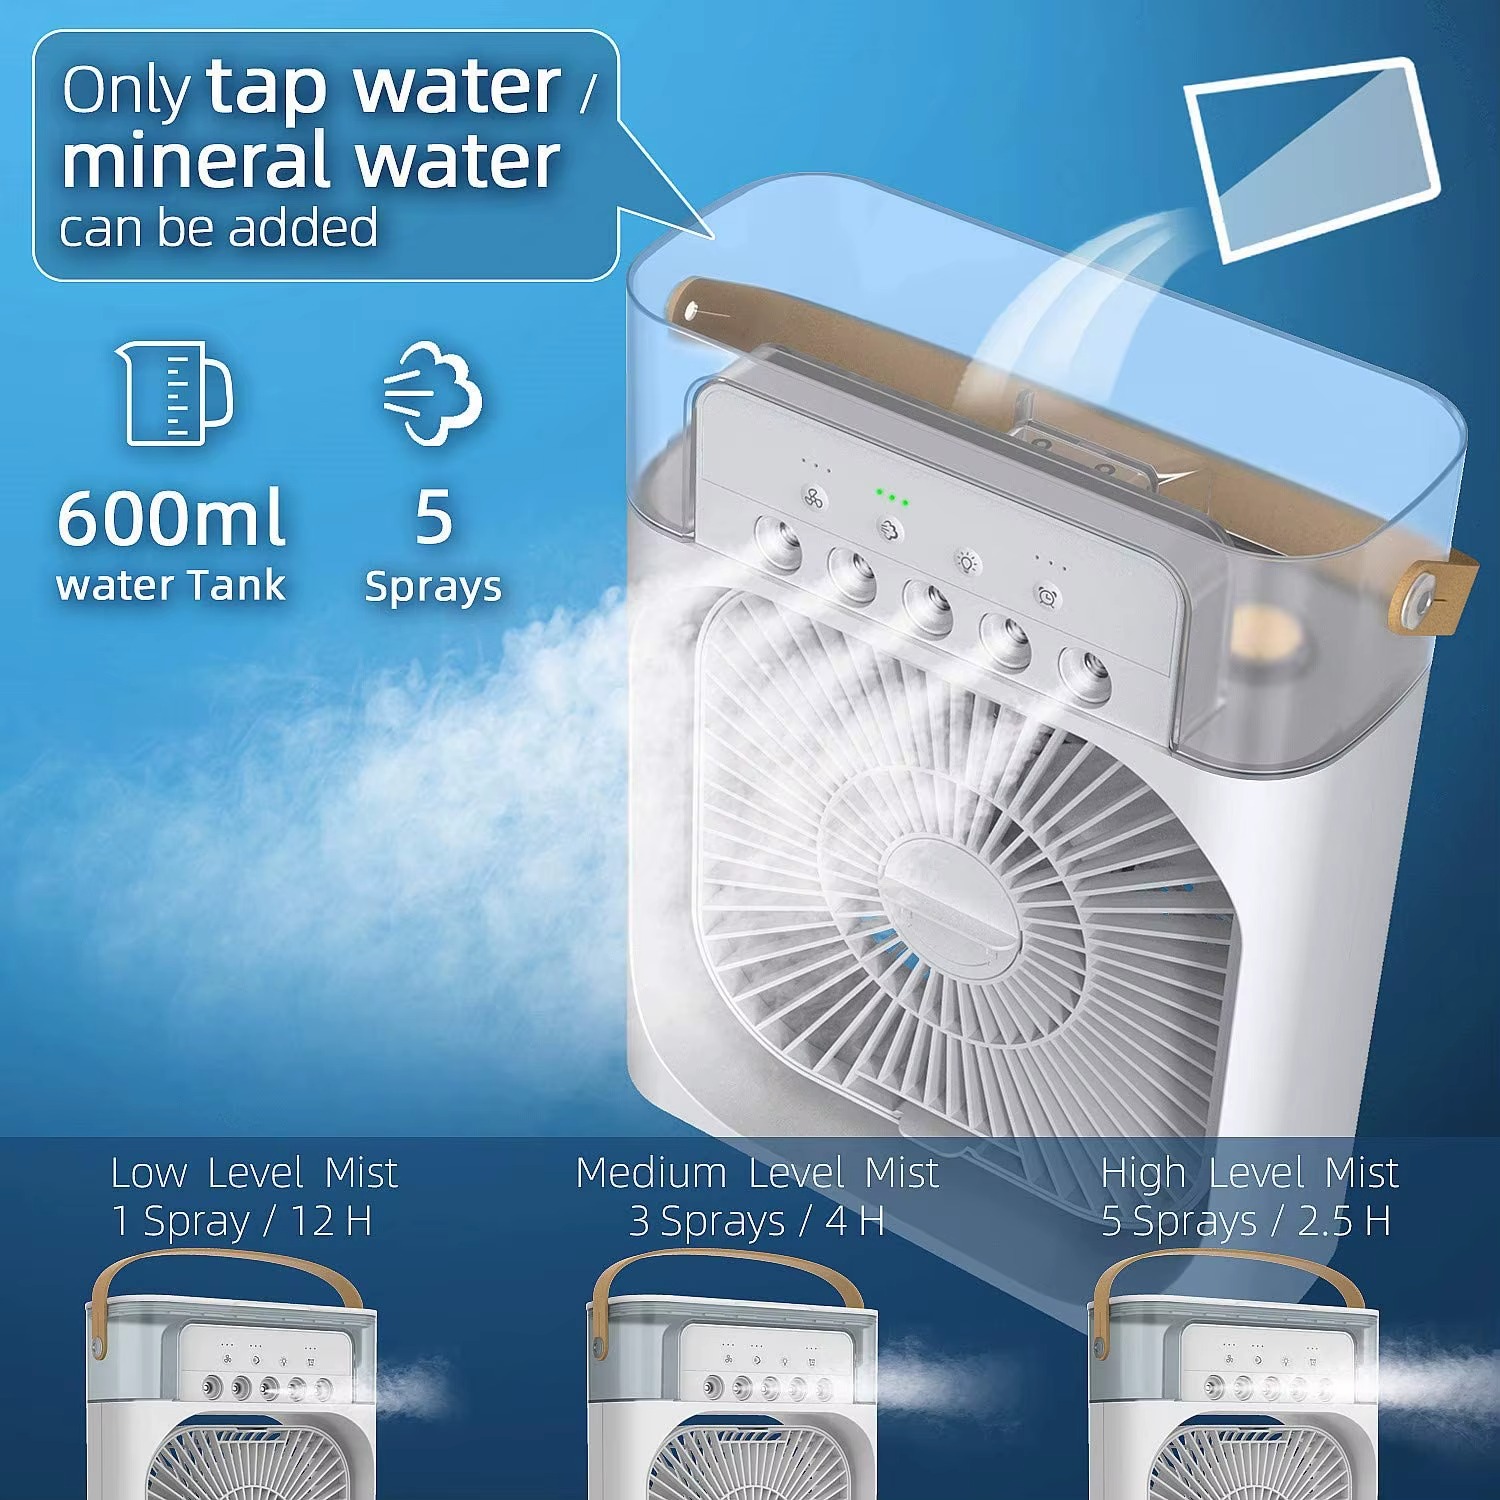 Only tap water /
mineral water
can be added
600ml
water Tank
5
Sprays
Low Level Mist
1 Spray / 12 H
Medium Level Mist
3 Sprays / 4 H
High Level Mist
5 Sprays / 2.5 H